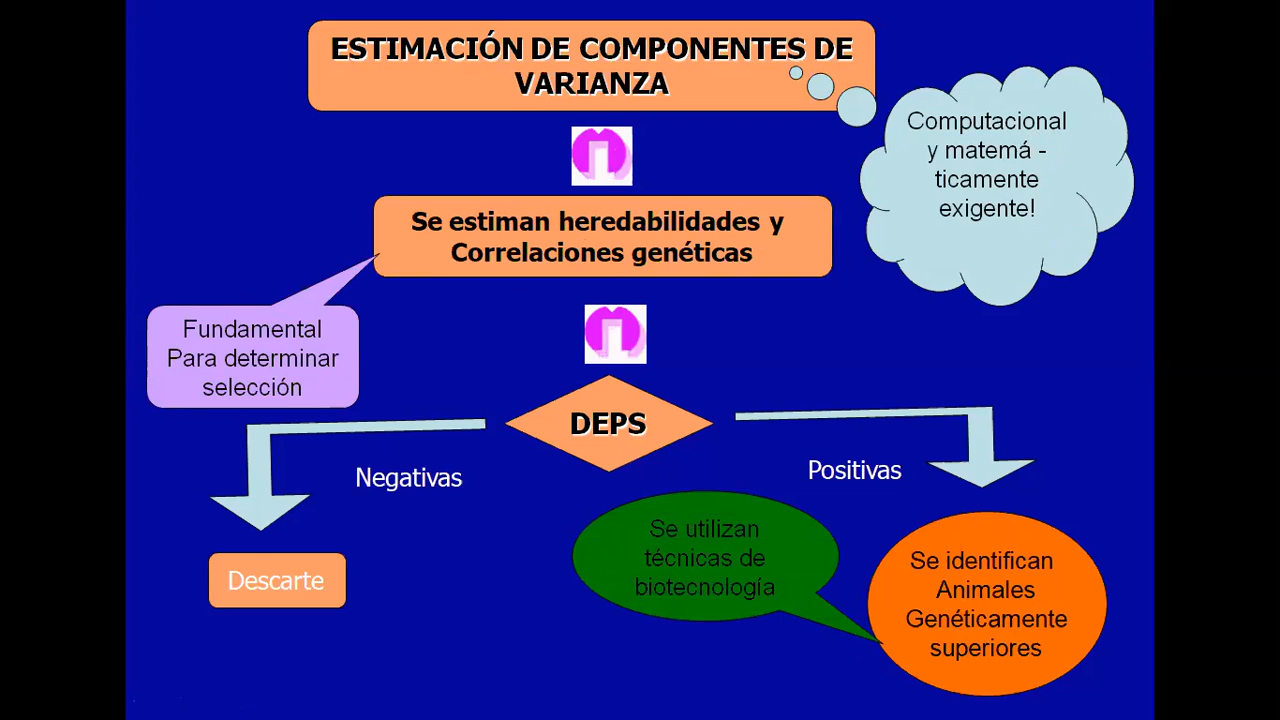 ESTIMACIÓN DE COMPONENTES DE
VARIANZA
Computacional
y matemá -
ticamente
exigente!
Se estiman heredabilidades y
Correlaciones genéticas
Fundamental
Para determinar
selección
DEPS
Negativas
Positivas
Se utilizan
técnicas de
biotecnología
Descarte
Se identifican
Animales
Genéticamente
superiores